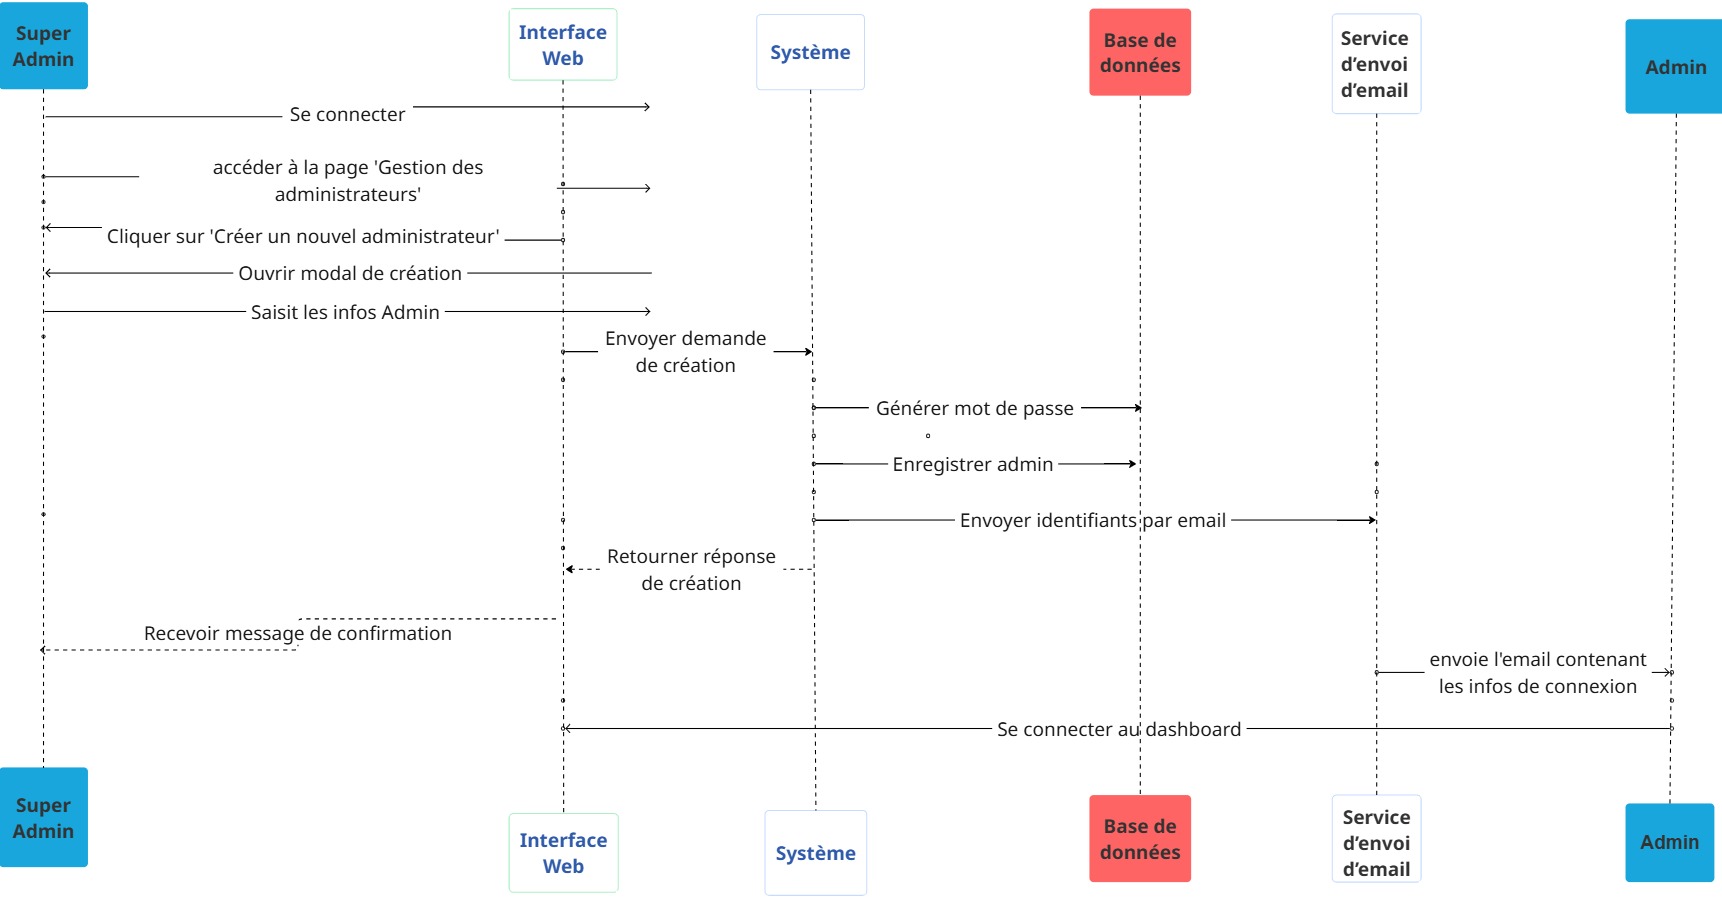 Super
Admin
Interface
Web
Système
Base de
données
Service
d’envoi
d’email
Admin
Se connecter
accéder à la page 'Gestion des
administrateurs'
Cliquer sur 'Créer un nouvel administrateur'
Ouvrir modal de création
Saisit les infos Admin
Envoyer demande
de création
Générer mot de passe
Enregistrer admin
Envoyer identifiants par email
Retourner réponse
de création
Recevoir message de confirmation
envoie l'email contenant
les infos de connexion
Se connecter au dashboard
Super
Admin
Interface
Web
Système
Base de
données
Service
d’envoi
d’email
Admin